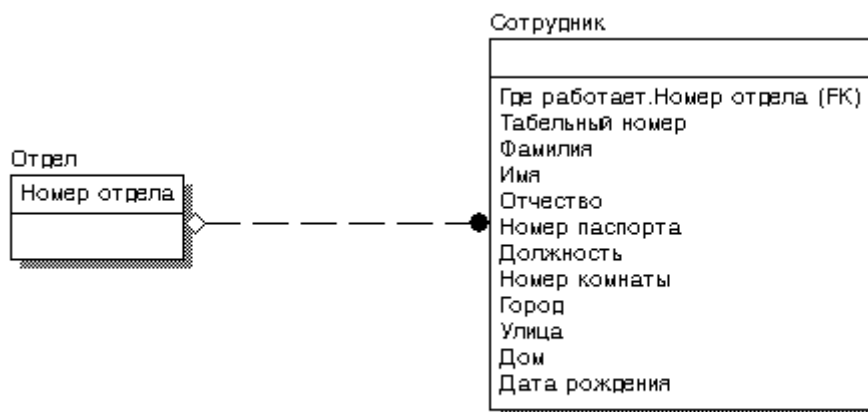 Сотрудник
Где работает.Номер отдела (FK)
Табельный номер
Фамилия
Имя
Отчество
Номер паспорта
Должность
Номер комнаты
Город
Улица
Дом
Дата рождения
Отдел
Номер отдела